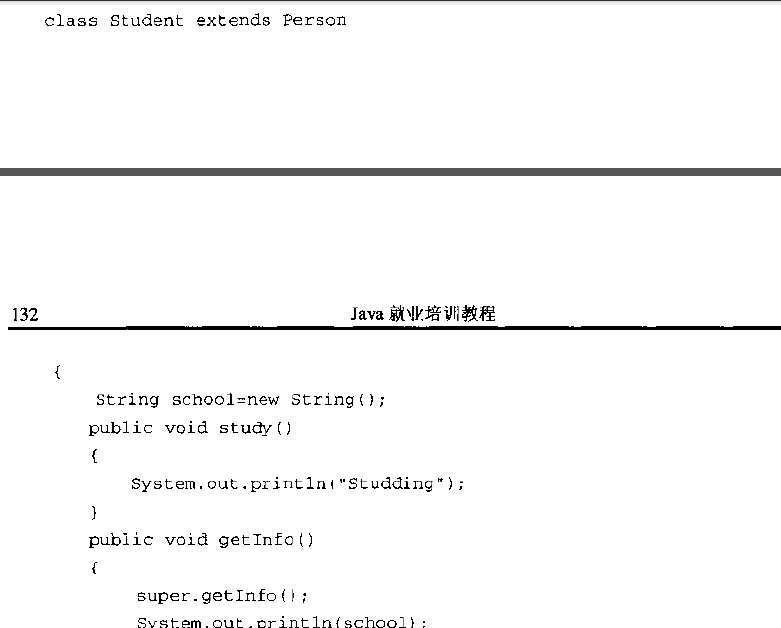 class Student extends Person
132
Java 就业培训教程
{
String school=new String();
public void study()
{
System.out.println("Studding");
}
public void getInfo()
{
super.getInfo();
System.out.println(school);